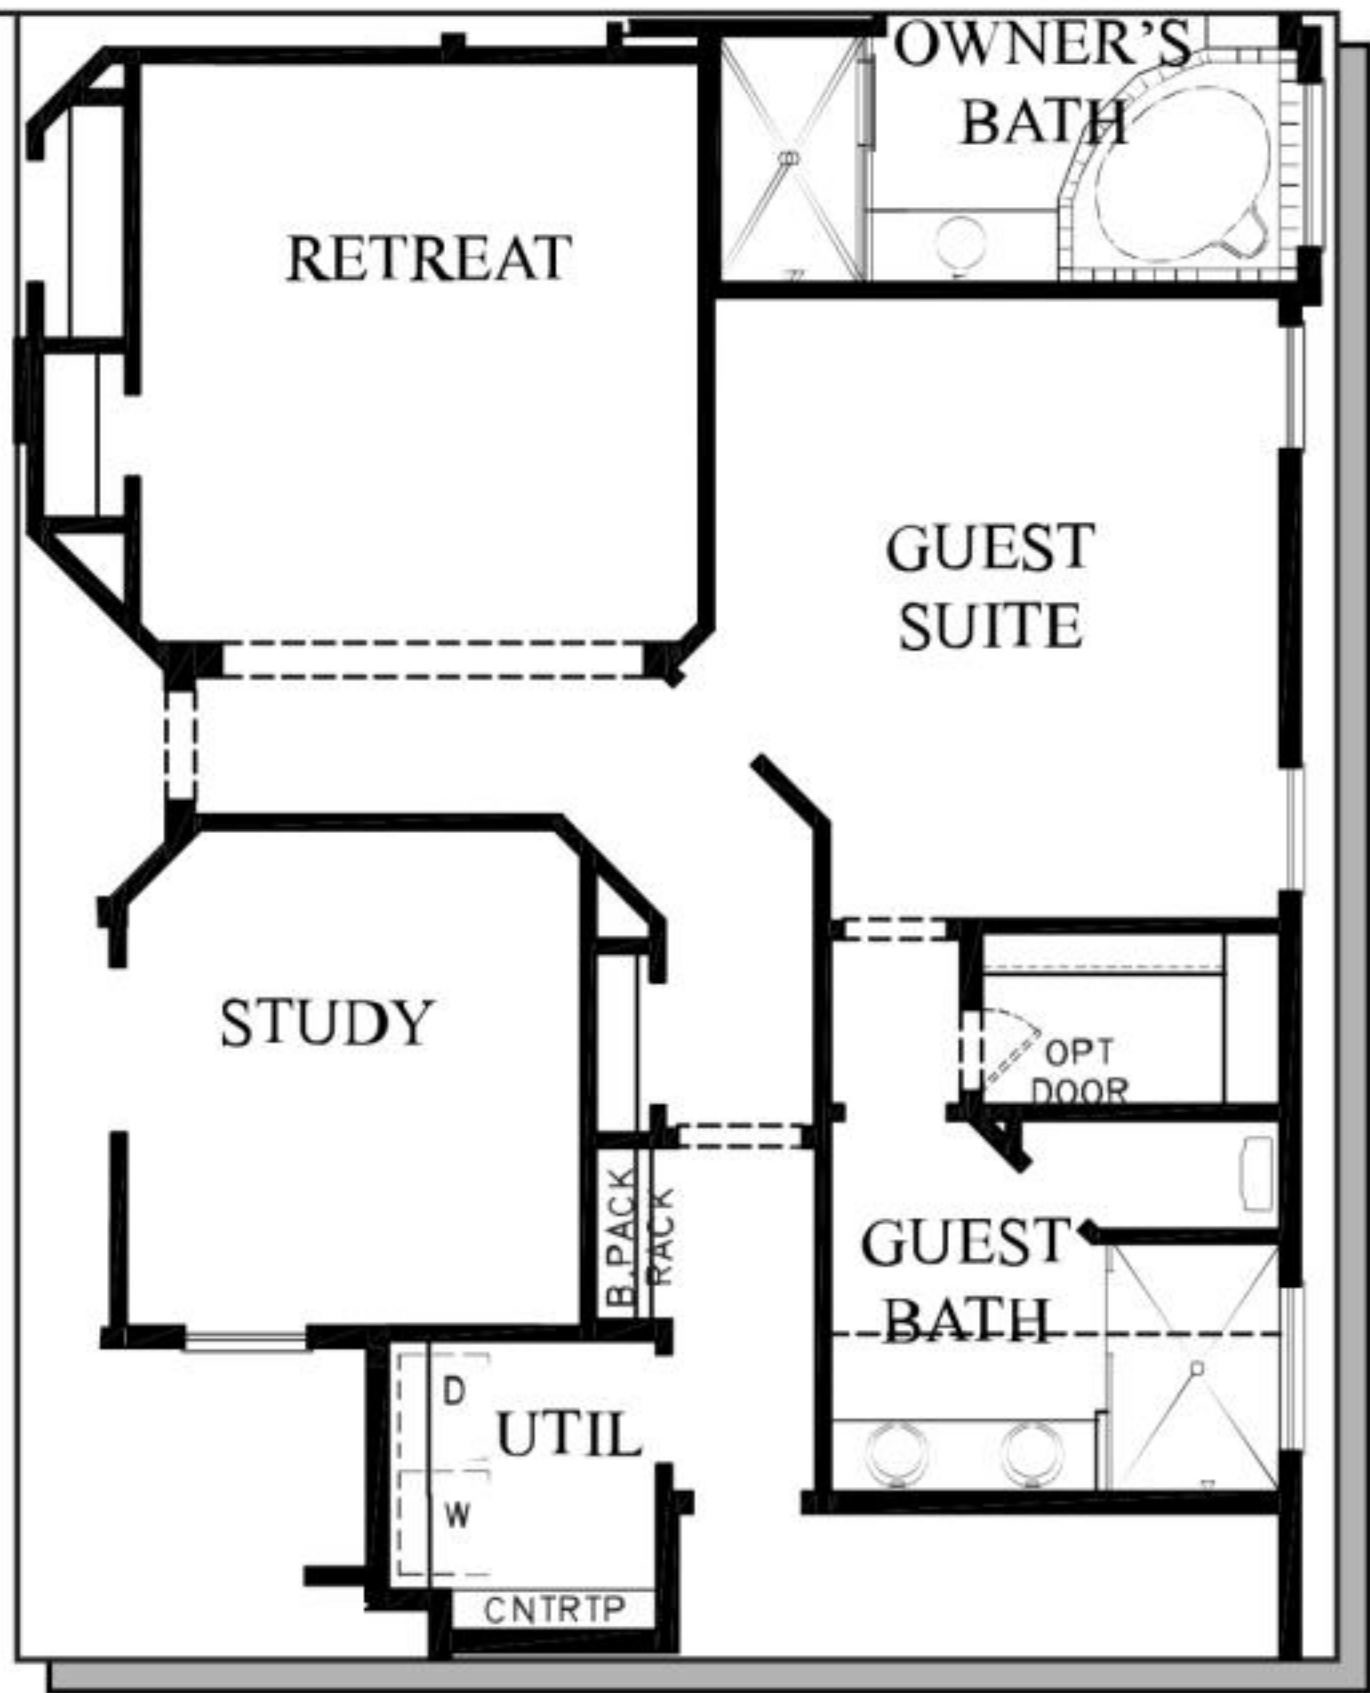 OWNER'S
BATH
RETREAT
GUEST
SUITE
STUDY
OPT
DOOR
B.PACK
RACK
GUEST
BATH
D
UTIL
W
CNTRTP